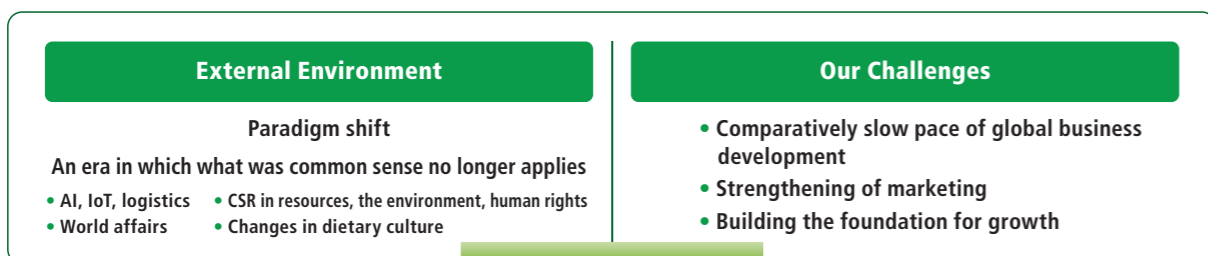 External Environment
Paradigm shift
An era in which what was common sense no longer applies
• AI, IoT, logistics • CSR in resources, the environment, human rights
• World affairs • Changes in dietary culture
Our Challenges
• Comparatively slow pace of global business
development
• Strengthening of marketing
• Building the foundation for growth